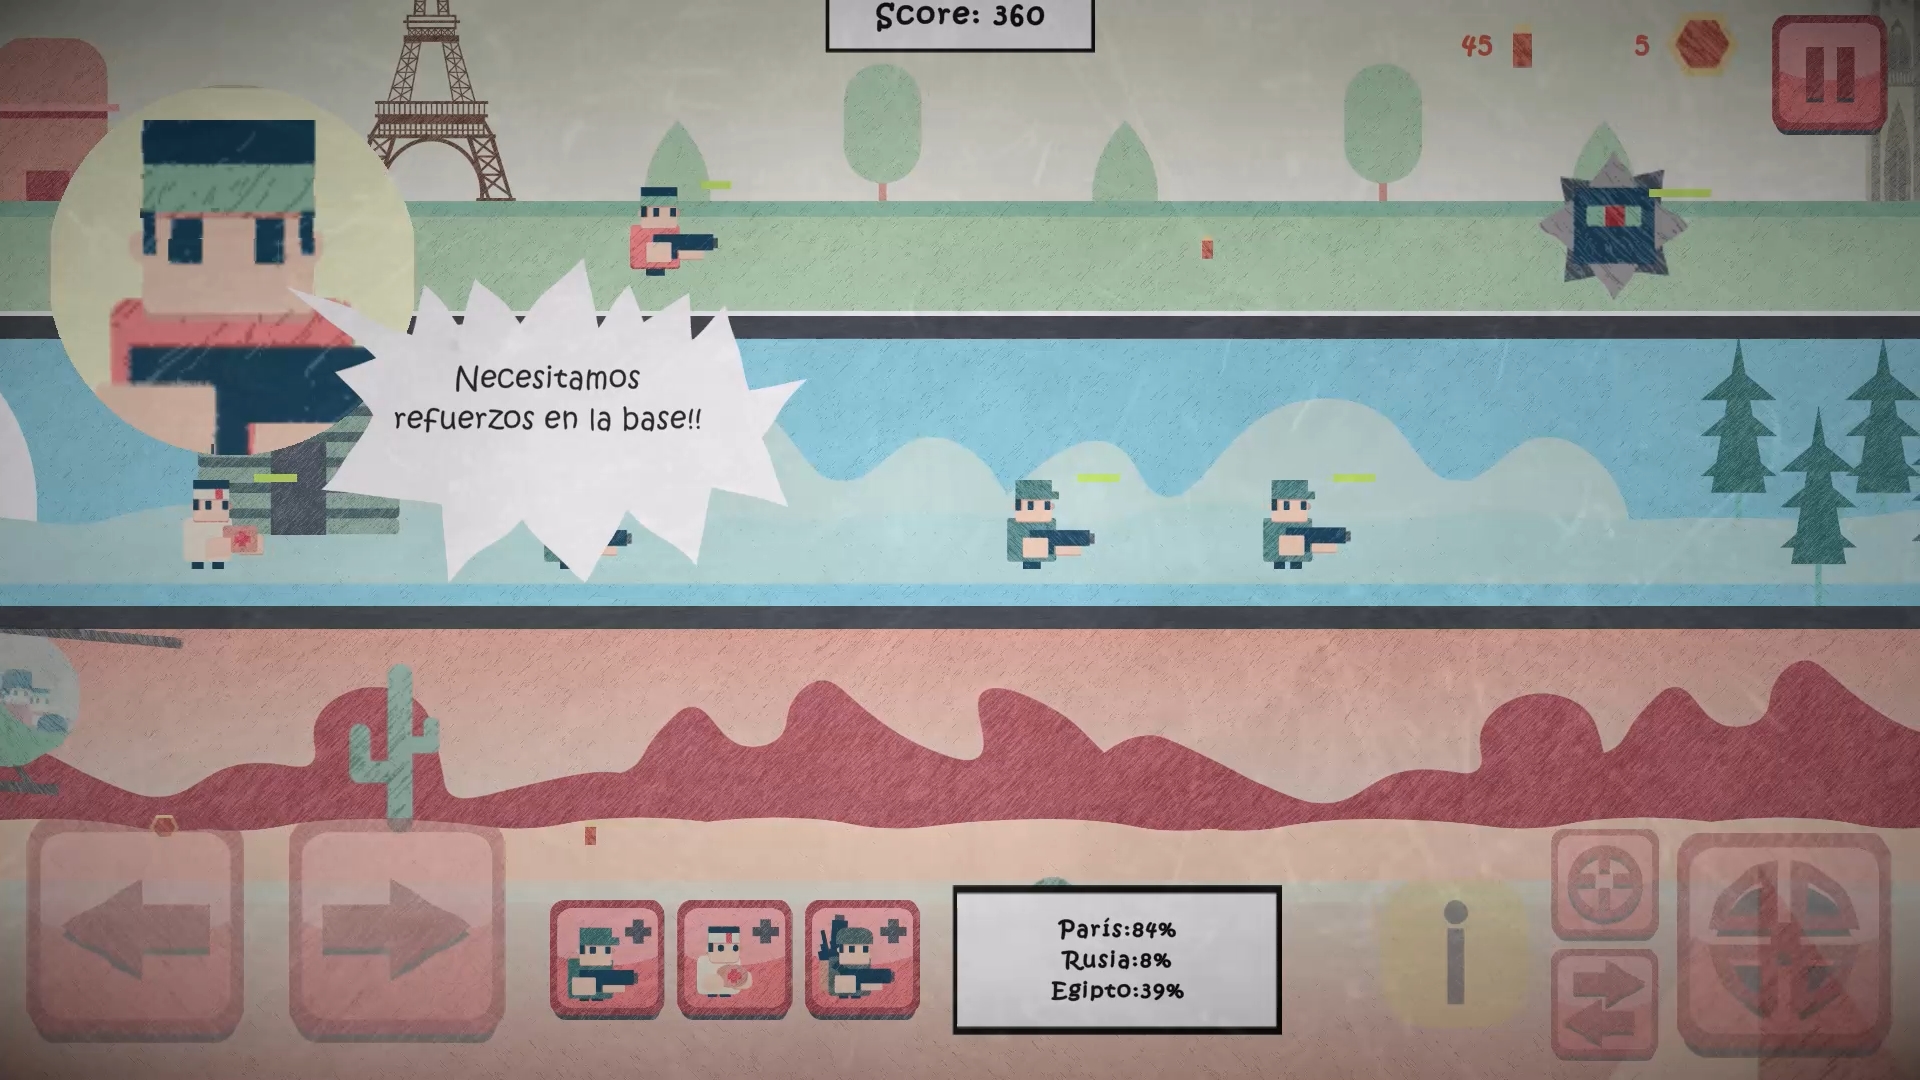 Score: 360
45
5
Necesitamos
refuerzos en la base!!
París:84%
Rusia:8%
Egipto:39%